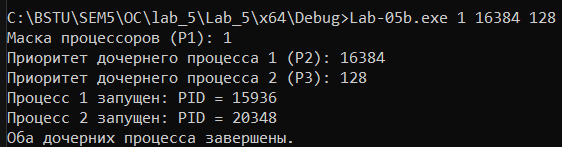 C:\BSTU\SEM5\OC\lab_5\Lab_5\x64\Debug>Lab-05b.exe 1 16384 128
Маска процессоров (P1): 1
Приоритет дочернего процесса 1 (P2): 16384
Приоритет дочернего процесса 2 (P3): 128
Процесс 1 запущен: PID = 15936
Процесс 2 запущен: PID = 20348
Оба дочерних процесса завершены.